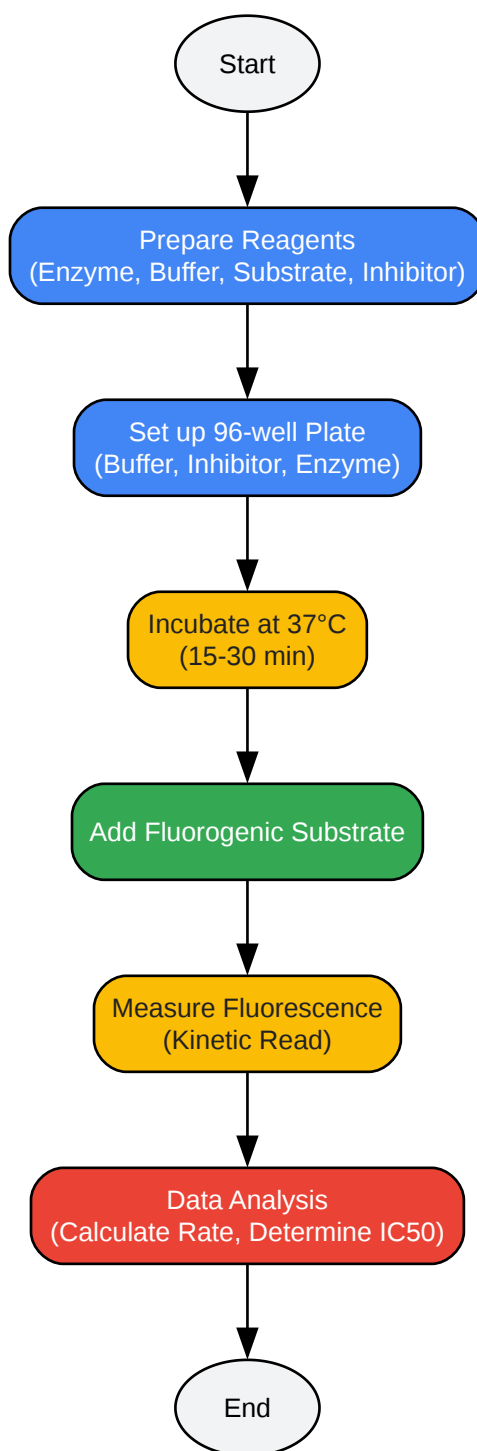 Start
Prepare Reagents
(Enzyme, Buffer, Substrate, Inhibitor)
Set up 96-well Plate
(Buffer, Inhibitor, Enzyme)
Incubate at 37°C
(15-30 min)
Add Fluorogenic Substrate
Measure Fluorescence
(Kinetic Read)
Data Analysis
(Calculate Rate, Determine IC50)
End